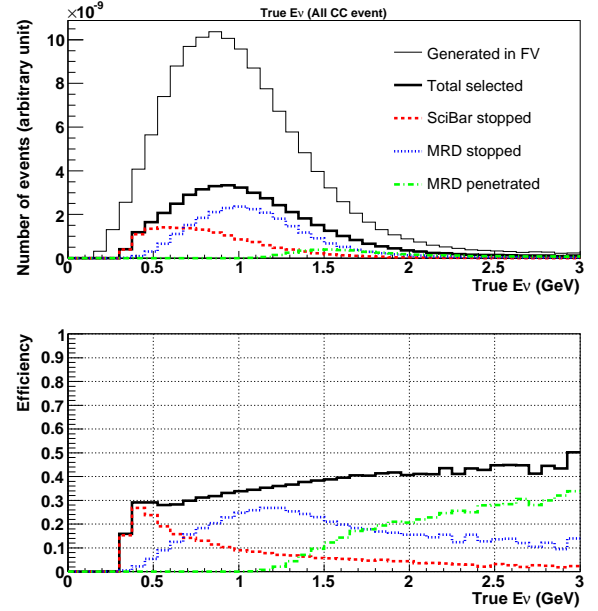 ×10⁻⁹
True Eν (All CC event)
Number of events (arbitrary unit)
10
8
6
4
2
0
Generated in FV
Total selected
SciBar stopped
MRD stopped
MRD penetrated
0 0.5 1 1.5 2 2.5 3
True Eν (GeV)
Efficiency
1
0.9
0.8
0.7
0.6
0.5
0.4
0.3
0.2
0.1
0
0 0.5 1 1.5 2 2.5 3
True Eν (GeV)